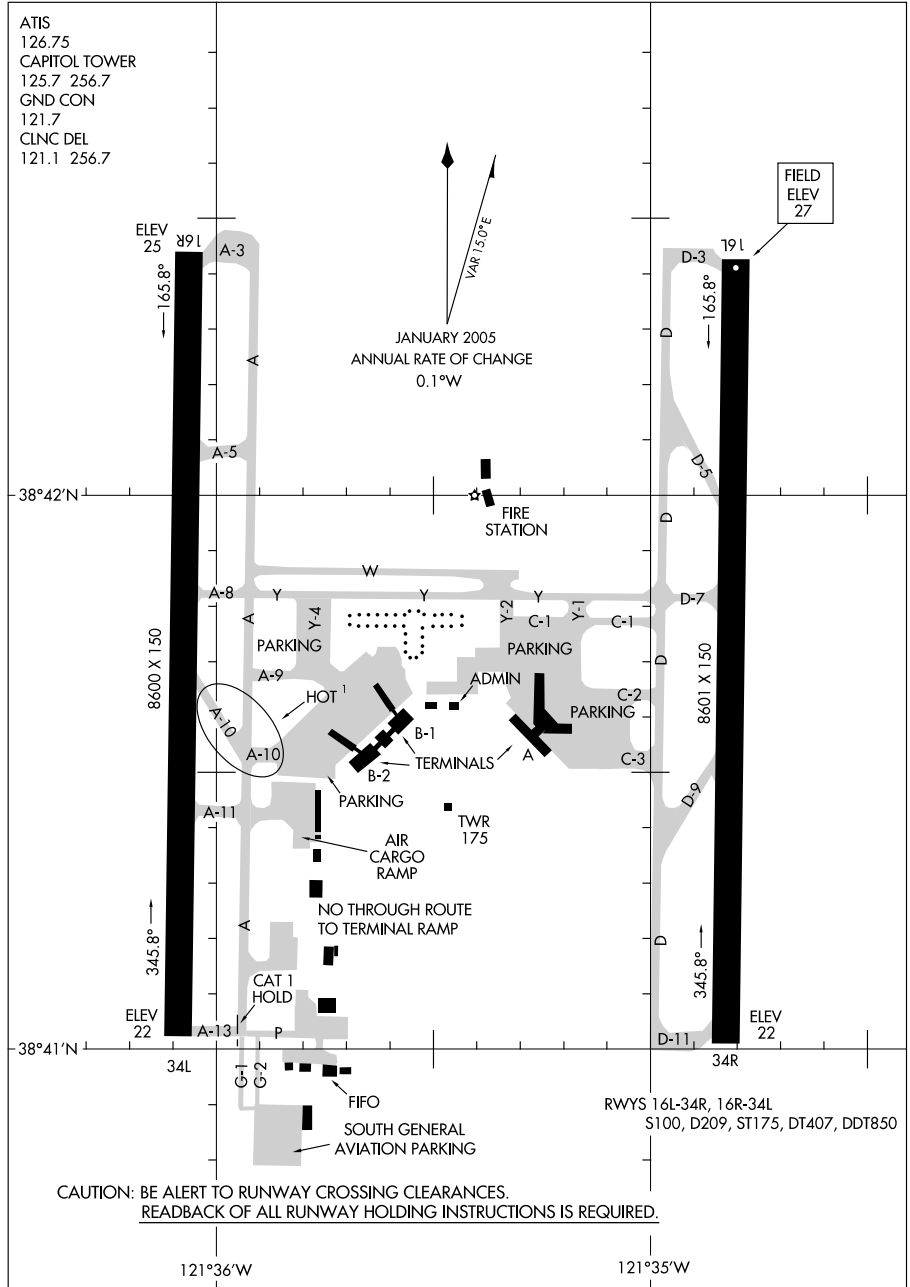 ATIS
126.75
CAPITOL TOWER
125.7 256.7
GND CON
121.7
CLNC DEL
121.1 256.7
FIELD
ELEV
27
VAR 15.0°E
JANUARY 2005
ANNUAL RATE OF CHANGE
0.1°W
ELEV
25
16R
A-3
165.8°
A
D-3
16L
165.8°
D
A-5
D-5
38°42'N
FIRE
STATION
D
W
A-8
Y
Y
Y
D-7
A
Y-4
Y-2
Y-1
C-1
C-1
PARKING
PARKING
D
8600 X 150
8601 X 150
A-9
HOT 1
ADMIN
C-2
PARKING
A-10
B-1
A-10
TERMINALS
A
C-3
B-2
PARKING
D-9
A-11
TWR
175
AIR
CARGO
RAMP
NO THROUGH ROUTE
TO TERMINAL RAMP
A
D
345.8°
345.8°
CAT 1
HOLD
ELEV
22
A-13
P
ELEV
22
D-11
38°41'N
34L
34R
G-1
G-2
FIFO
SOUTH GENERAL
AVIATION PARKING
RWYS 16L-34R, 16R-34L
S100, D209, ST175, DT407, DDT850
CAUTION: BE ALERT TO RUNWAY CROSSING CLEARANCES.
READBACK OF ALL RUNWAY HOLDING INSTRUCTIONS IS REQUIRED.
121°36'W
121°35'W